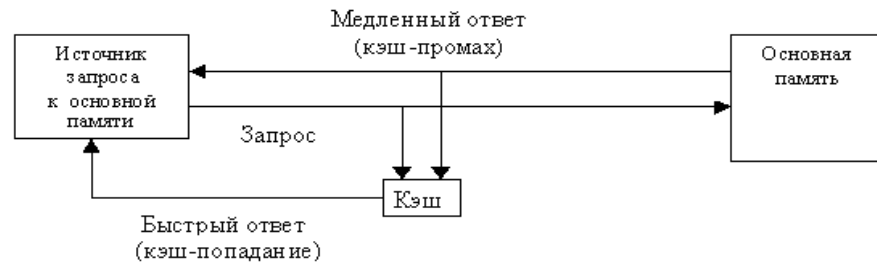 Медленный ответ
(кэш-промах)
Источник
запроса
к основной
памяти
Основная
память
Запрос
Кэш
Быстрый ответ
(кэш-попадание)